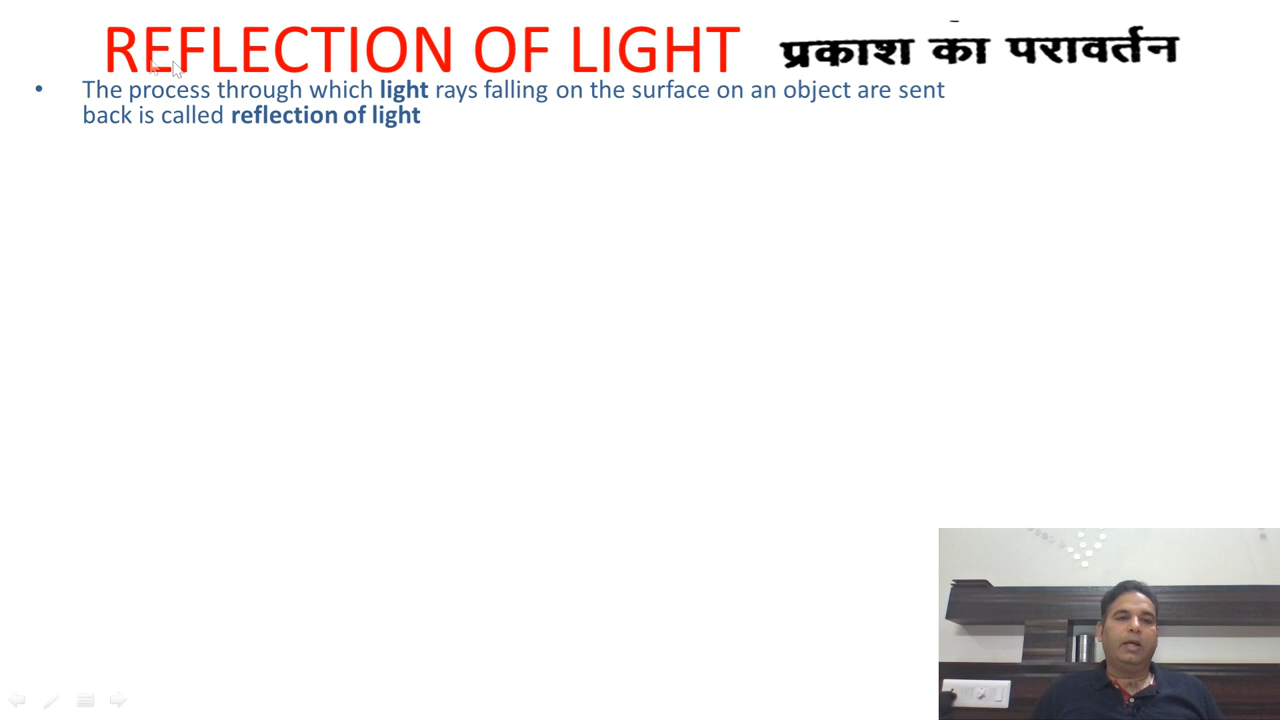 REFLECTION OF LIGHT प्रकाश का परावर्तन
• The process through which light rays falling on the surface on an object are sent
back is called reflection of light